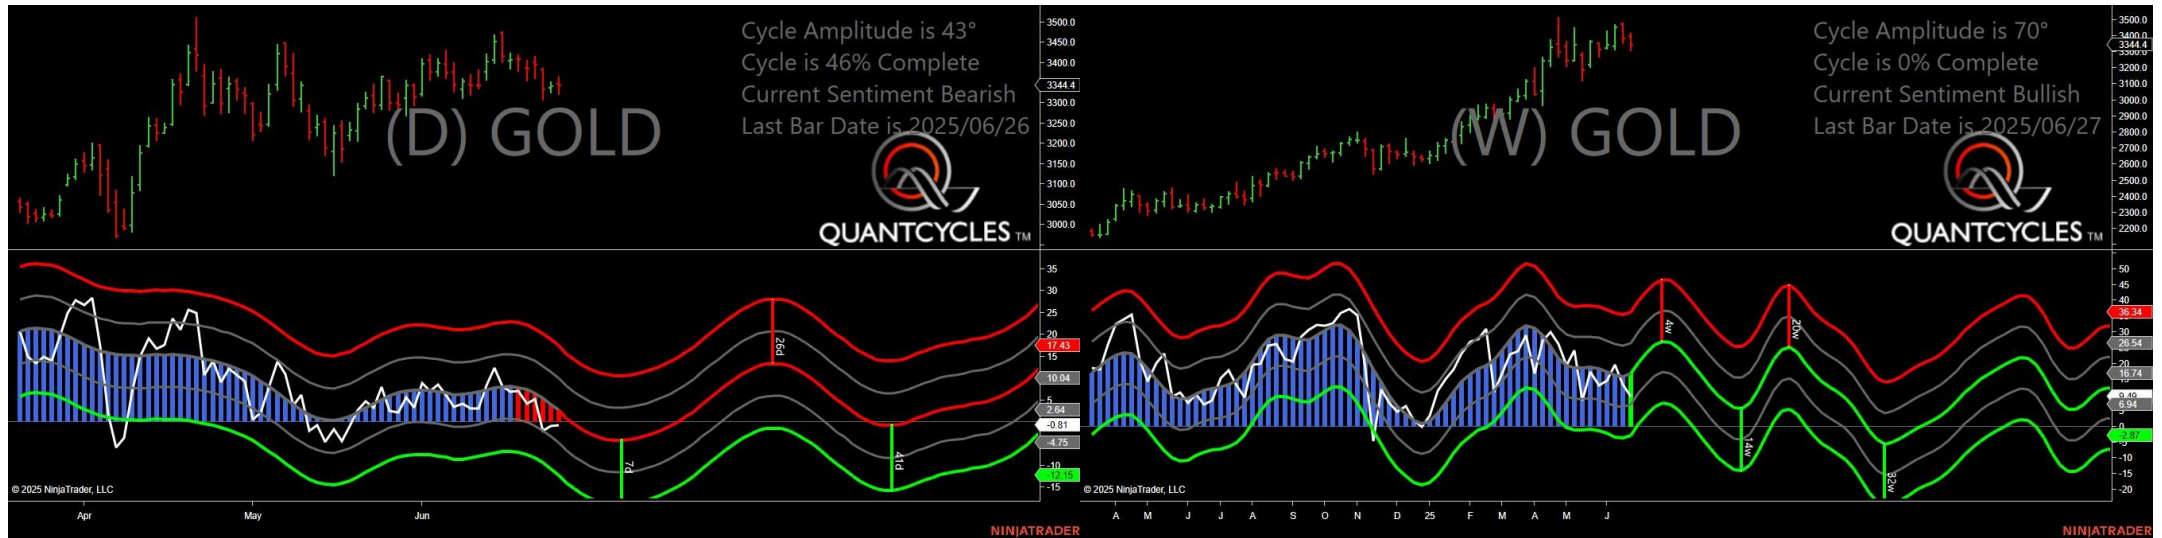 Cycle Amplitude is 43°
Cycle is 46% Complete
Current Sentiment Bearish
Last Bar Date is 2025/06/26
(D) GOLD
QUANTCYCLES TM
3500.0
3450.0
3400.0
3344.4
3300.0
3250.0
3200.0
3150.0
3100.0
3050.0
3000.0
35
30
25
20
17.43
15
10.04
5
2.64
-0.81
-4.75
-10
-12.15
-15
26d
7d
41d
© 2025 NinjaTrader, LLC
Apr
May
Jun
NINJATRADER
Cycle Amplitude is 70°
Cycle is 0% Complete
Current Sentiment Bullish
Last Bar Date is 2025/06/27
(W) GOLD
QUANTCYCLES TM
3500.0
3400.0
3344.4
3200.0
3100.0
3000.0
2900.0
2800.0
2700.0
2600.0
2500.0
2400.0
2300.0
2200.0
50
45
40
36.34
30
26.54
20
16.74
9.49
6.94
0
-2.87
-10
-15
-20
4w
20w
14w
32w
© 2025 NinjaTrader, LLC
A M J J A S O N D 25 F M A M J
NINJATRADER